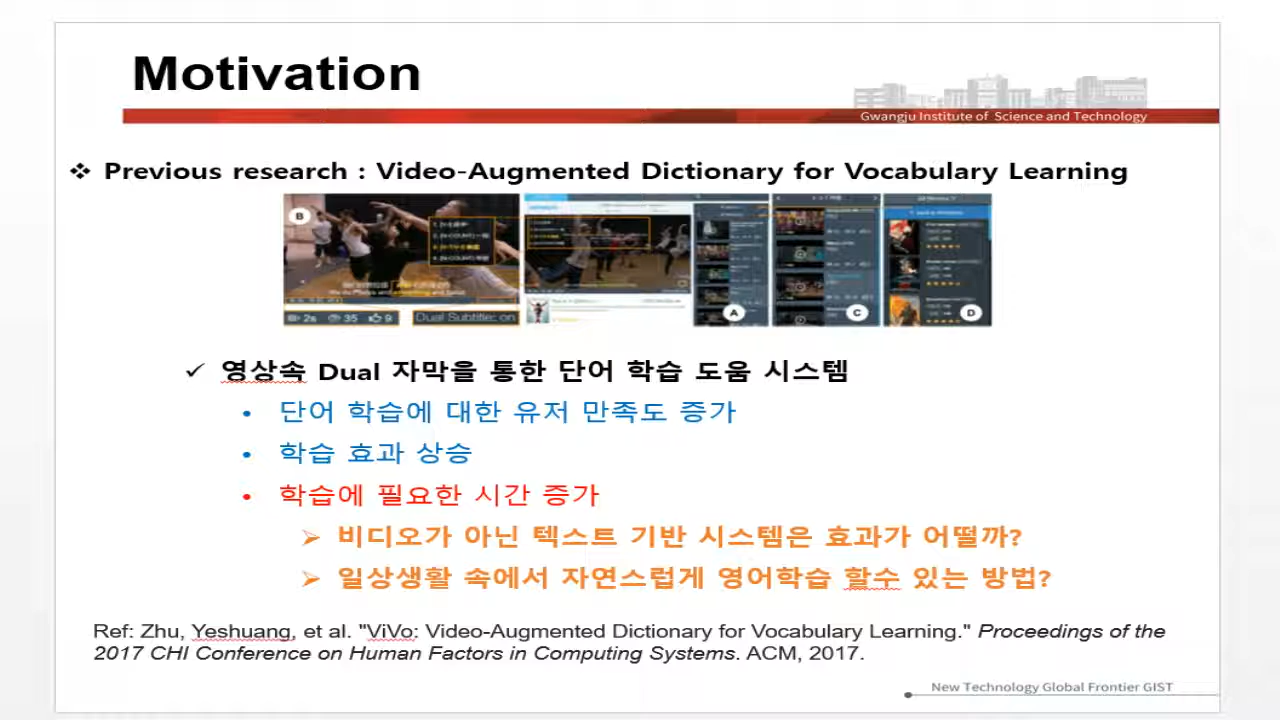 Motivation
Gwangju Institute of Science and Technology
❖ Previous research : Video-Augmented Dictionary for Vocabulary Learning
B
2s 35 9
Dual Subtitle: on
A
C
D
✓ 영상속 Dual 자막을 통한 단어 학습 도움 시스템
• 단어 학습에 대한 유저 만족도 증가
• 학습 효과 상승
• 학습에 필요한 시간 증가
➢ 비디오가 아닌 텍스트 기반 시스템은 효과가 어떨까?
➢ 일상생활 속에서 자연스럽게 영어학습 할수 있는 방법?
Ref: Zhu, Yeshuang, et al. "ViVo: Video-Augmented Dictionary for Vocabulary Learning." Proceedings of the
2017 CHI Conference on Human Factors in Computing Systems. ACM, 2017.
New Technology Global Frontier GIST